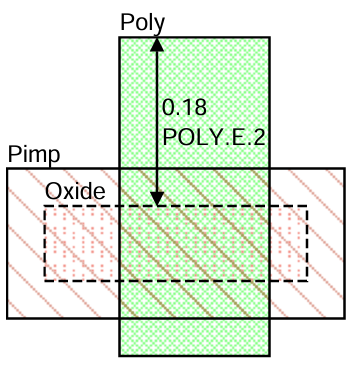 Poly
0.18
POLY.E.2
Pimp
Oxide